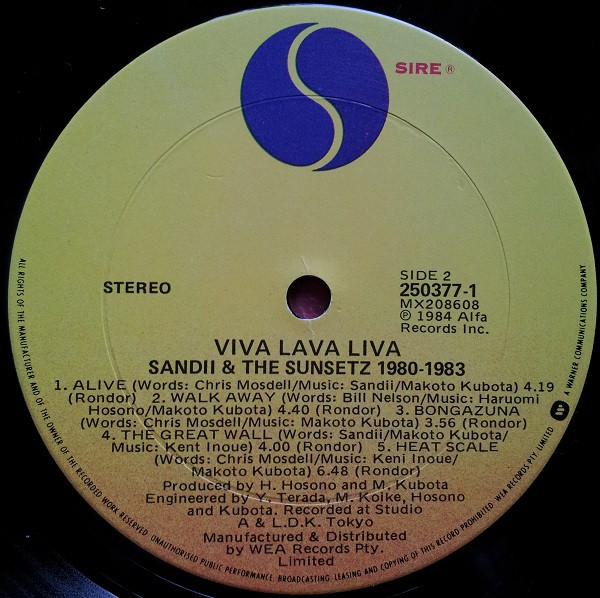 SIRE ®
STEREO
SIDE 2
250377-1
MX208608
℗ 1984 Alfa
Records Inc.
VIVA LAVA LIVA
SANDII & THE SUNSETZ 1980-1983
1. ALIVE (Words: Chris Mosdell/Music: Sandii/Makoto Kubota) 4.19
(Rondor) 2. WALK AWAY (Words: Bill Nelson/Music: Haruomi
Hosono/Makoto Kubota) 4.40 (Rondor) 3. BONGAZUNA
(Words: Chris Mosdell/Music: Makoto Kubota) 3.56 (Rondor)
4. THE GREAT WALL (Words: Sandii/Makoto Kubota/
Music: Kent Inoue) 4.00 (Rondor) 5. HEAT SCALE
(Words: Chris Mosdell/Music: Keni Inoue/
Makoto Kubota) 6.48 (Rondor)
Produced by H. Hosono and M. Kubota
Engineered by Y. Terada, M. Koike, Hosono
and Kubota. Recorded at Studio
A & L.D.K. Tokyo
Manufactured & Distributed
by WEA Records Pty.
Limited
ALL RIGHTS OF THE MANUFACTURER AND OF THE OWNER OF THE RECORDED WORK RESERVED. UNAUTHORISED PUBLIC PERFORMANCE, BROADCASTING, LEASING AND COPYING OF THIS RECORD PROHIBITED. WEA RECORDS PTY. LIMITED
A WARNER COMMUNICATIONS COMPANY